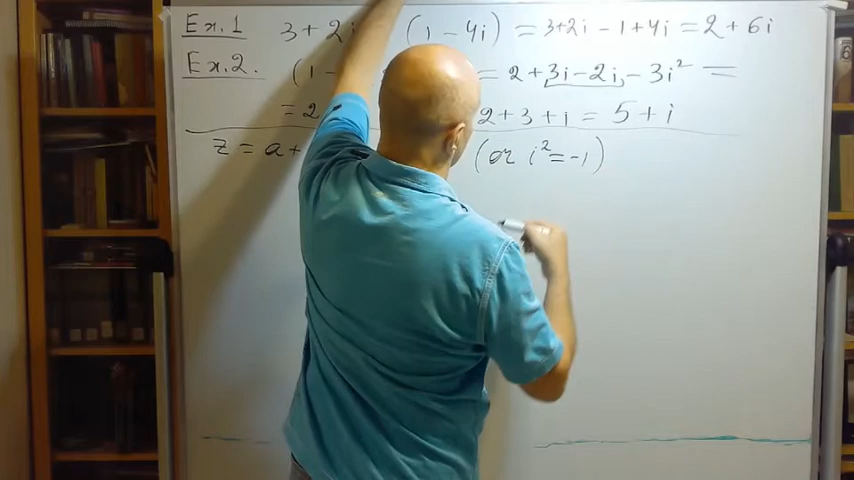 Ex.1 3+2i (1-4i) = 3+2i-1+4i = 2+6i
Ex.2. (1- = 2+3i-2i-3i² =
= 2 2+3+i = 5+i
z = a+ (or i²=-1)